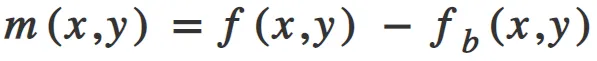 m(x,y) = f(x,y) − f_b(x,y)